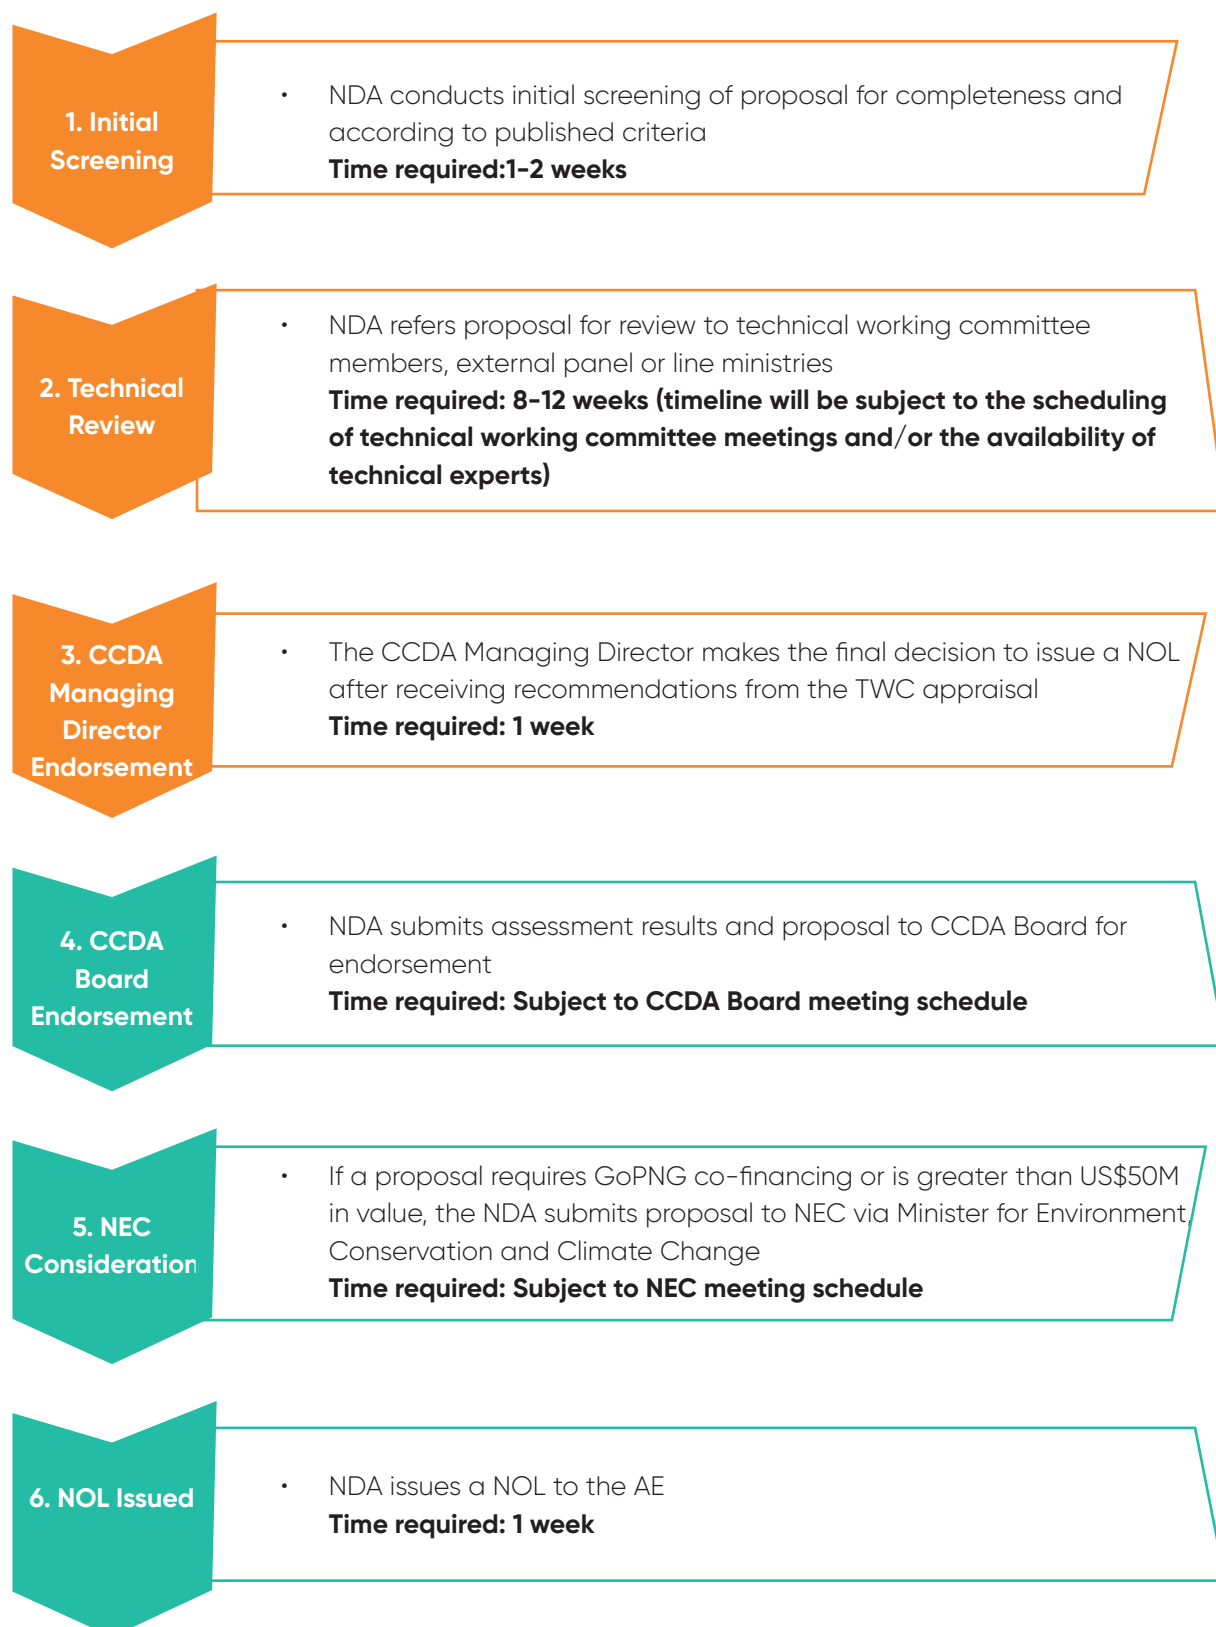 1. Initial
Screening
• NDA conducts initial screening of proposal for completeness and
according to published criteria
Time required:1-2 weeks
2. Technical
Review
• NDA refers proposal for review to technical working committee
members, external panel or line ministries
Time required: 8-12 weeks (timeline will be subject to the scheduling
of technical working committee meetings and/or the availability of
technical experts)
3. CCDA
Managing
Director
Endorsement
• The CCDA Managing Director makes the final decision to issue a NOL
after receiving recommendations from the TWC appraisal
Time required: 1 week
4. CCDA
Board
Endorsement
• NDA submits assessment results and proposal to CCDA Board for
endorsement
Time required: Subject to CCDA Board meeting schedule
5. NEC
Consideration
• If a proposal requires GoPNG co-financing or is greater than US$50M
in value, the NDA submits proposal to NEC via Minister for Environment,
Conservation and Climate Change
Time required: Subject to NEC meeting schedule
6. NOL Issued
• NDA issues a NOL to the AE
Time required: 1 week